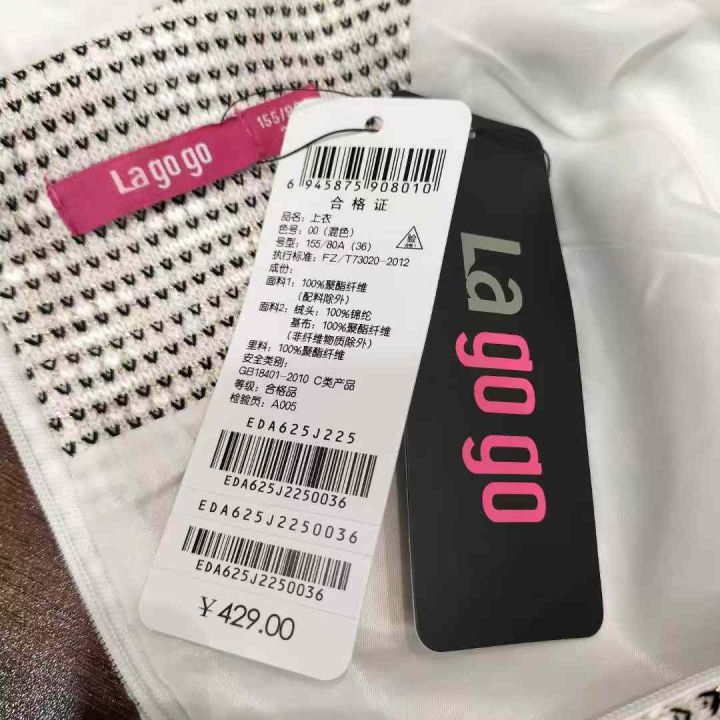 La go go
155/80
6 945875 908010
合格证
品名：上衣
色号：00（混色）
号型：155/80A（36）
验
执行标准：FZ/T73020-2012
成份：
面料1：100%聚酯纤维
（配料除外）
面料2：绒头：100%锦纶
基布：100%聚酯纤维
（非纤维物质除外）
里料：100%聚酯纤维
安全类别：
GB18401-2010 C类产品
等级：合格品
检验员：A005
EDA625J225
EDA625J2250036
EDA625J2250036
EDA625J2250036
¥429.00
La go go